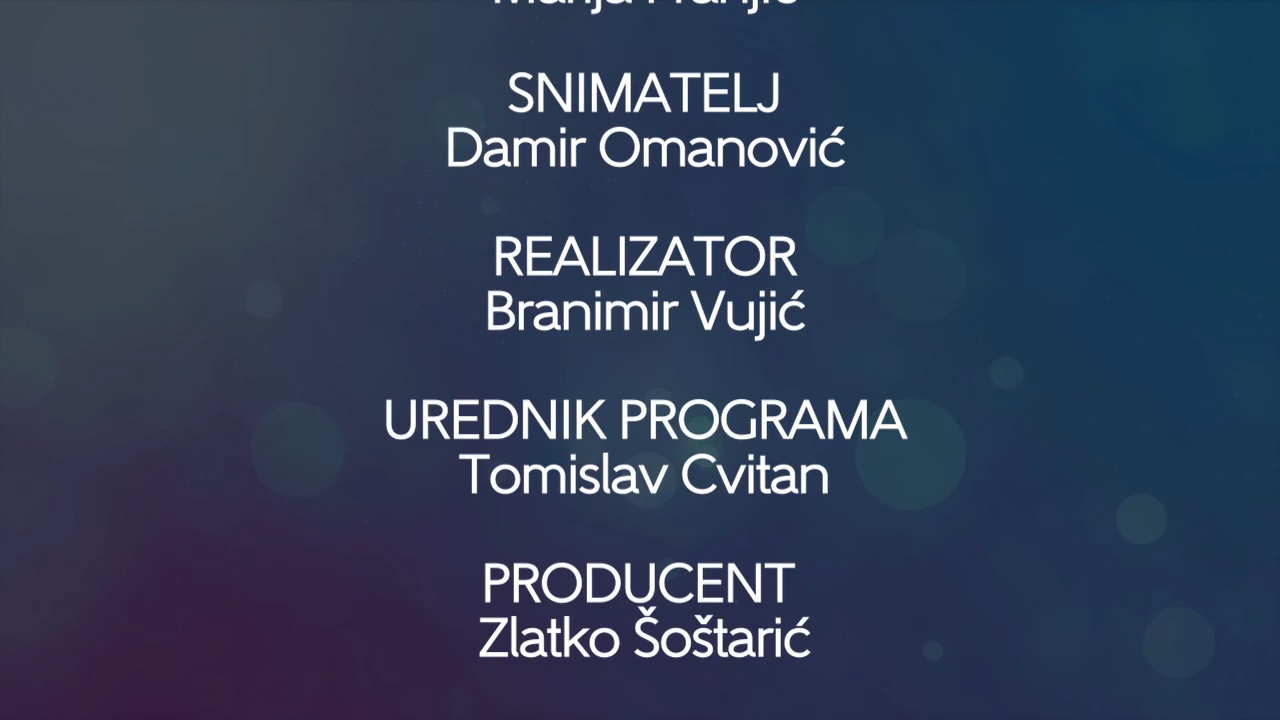 SNIMATELJ
Damir Omanović
REALIZATOR
Branimir Vujić
UREDNIK PROGRAMA
Tomislav Cvitan
PRODUCENT
Zlatko Šoštarić